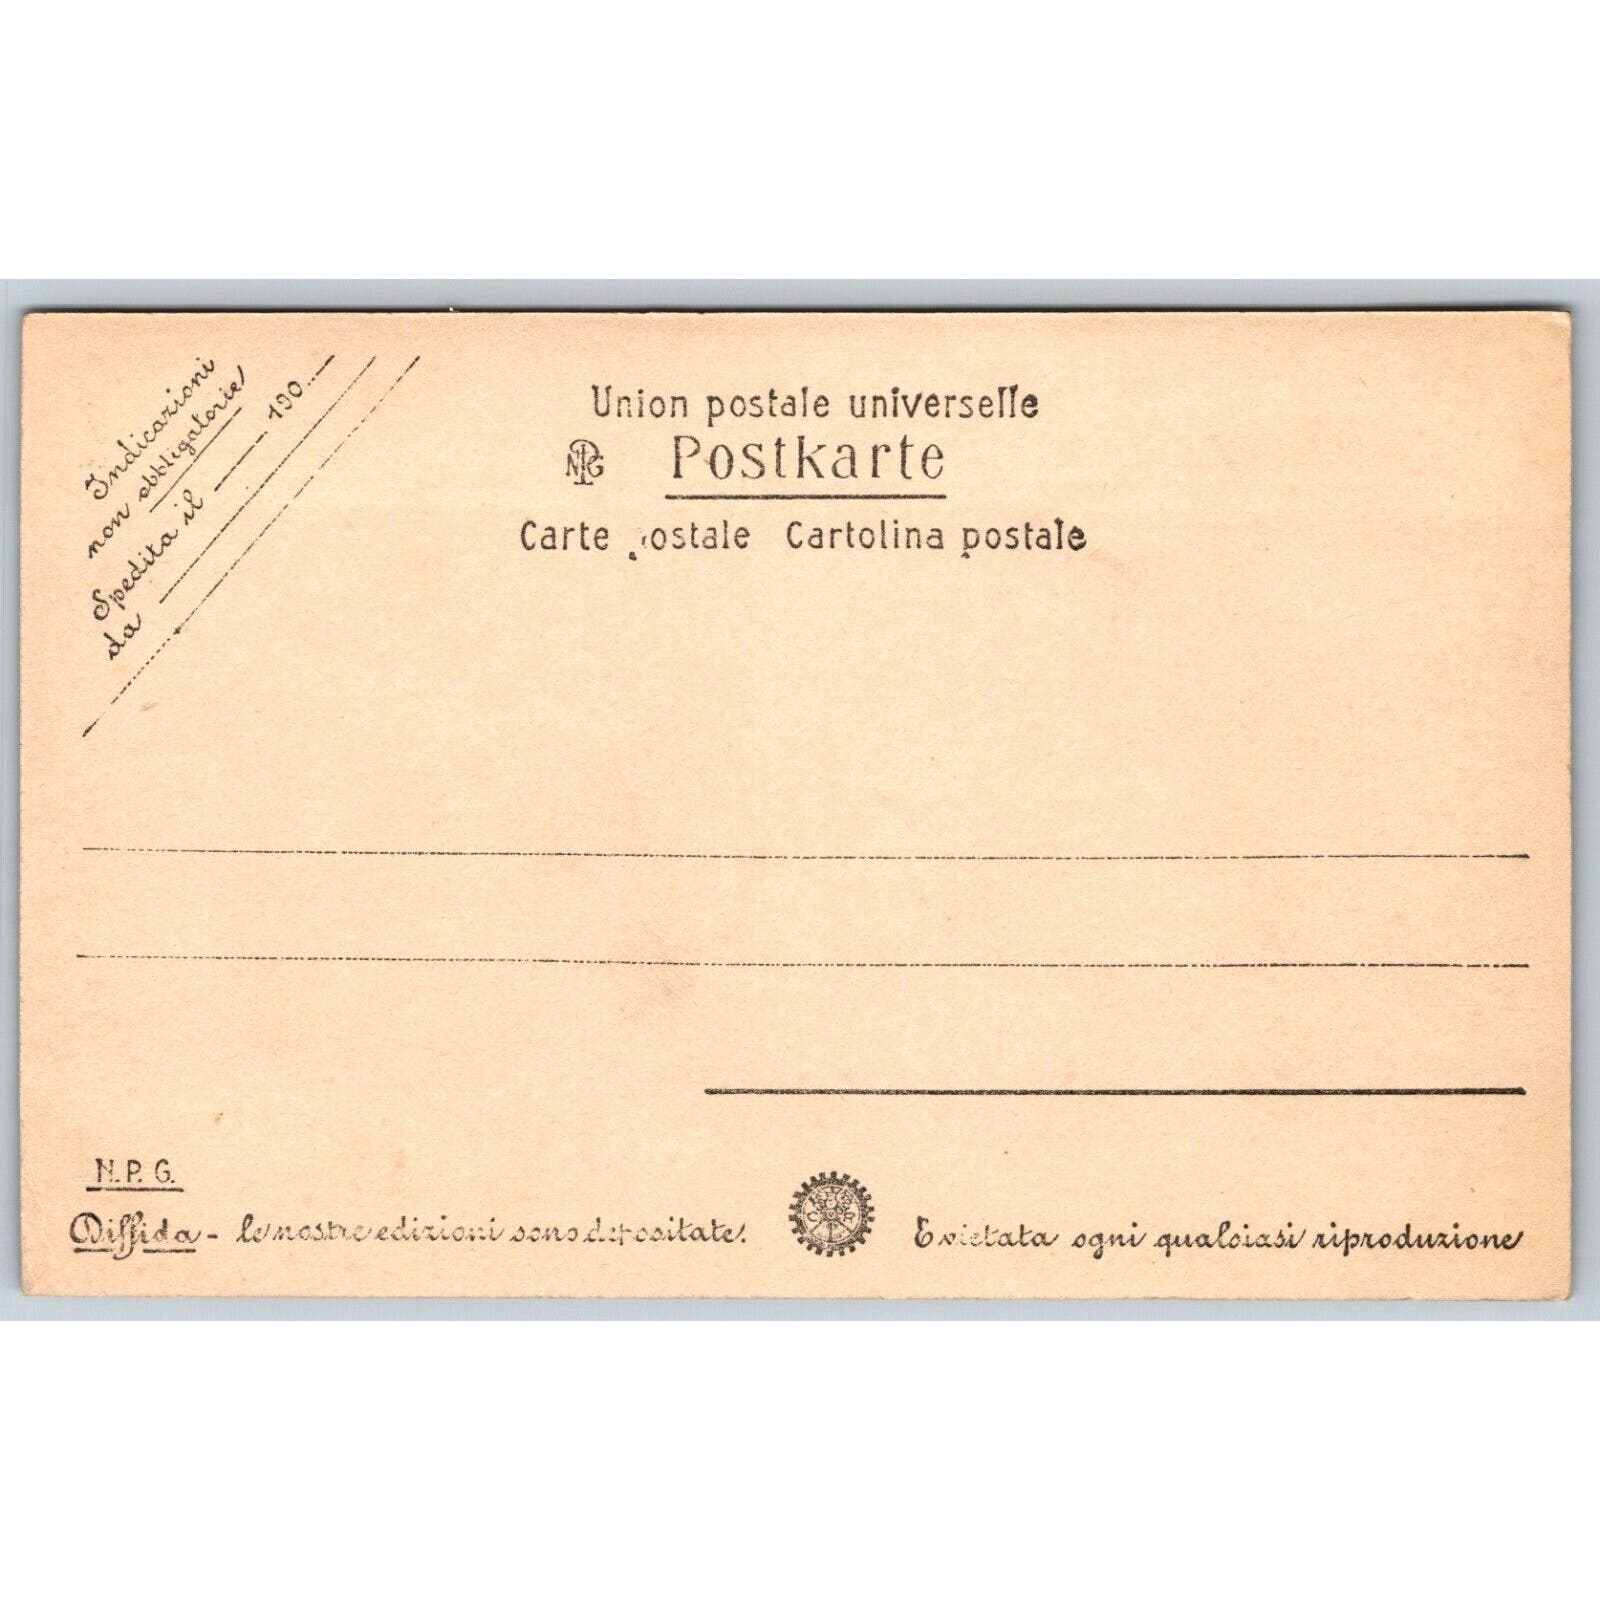 Indicazioni
non obbligatorie
Spedita il 190...
da
Union postale universelle
NPG Postkarte
Carte postale Cartolina postale
N.P.G.
Diffida - le nostre edizioni sono depositate. E vietata ogni qualsiasi riproduzione